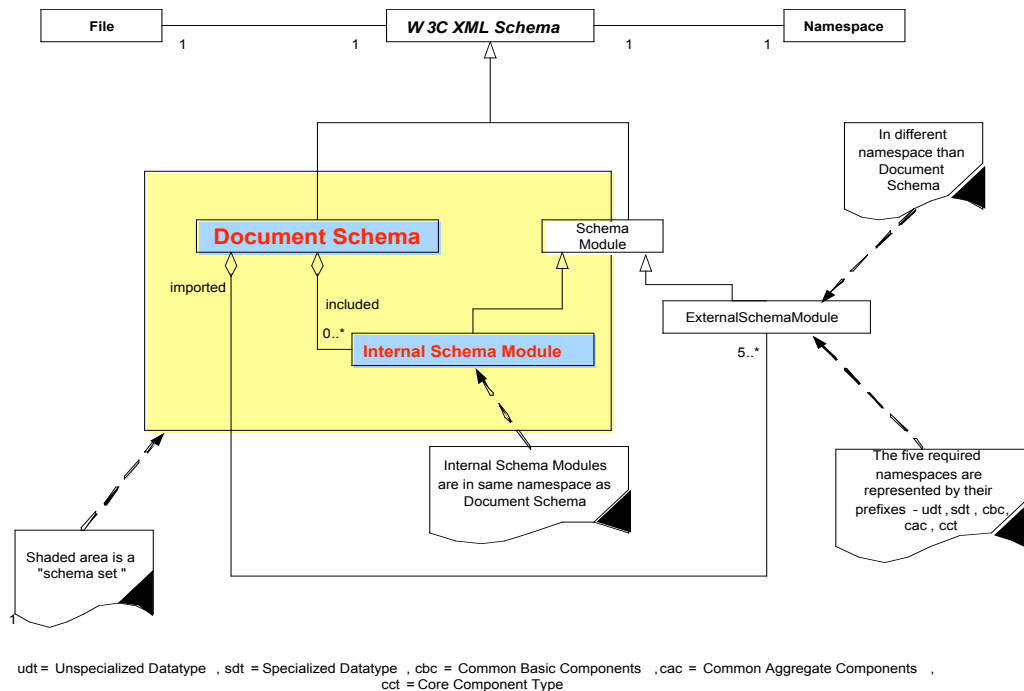 File
W 3C XML Schema
Namespace
1
1
1
1
In different
namespace than
Document
Schema
Document Schema
Schema
Module
imported
included
0..*
ExternalSchemaModule
Internal Schema Module
5..*
Internal Schema Modules
are in same namespace as
Document Schema
The five required
namespaces are
represented by their
prefixes - udt , sdt , cbc,
cac , cct
Shaded area is a
"schema set "
1
udt = Unspecialized Datatype , sdt = Specialized Datatype , cbc = Common Basic Components , cac = Common Aggregate Components ,
cct = Core Component Type